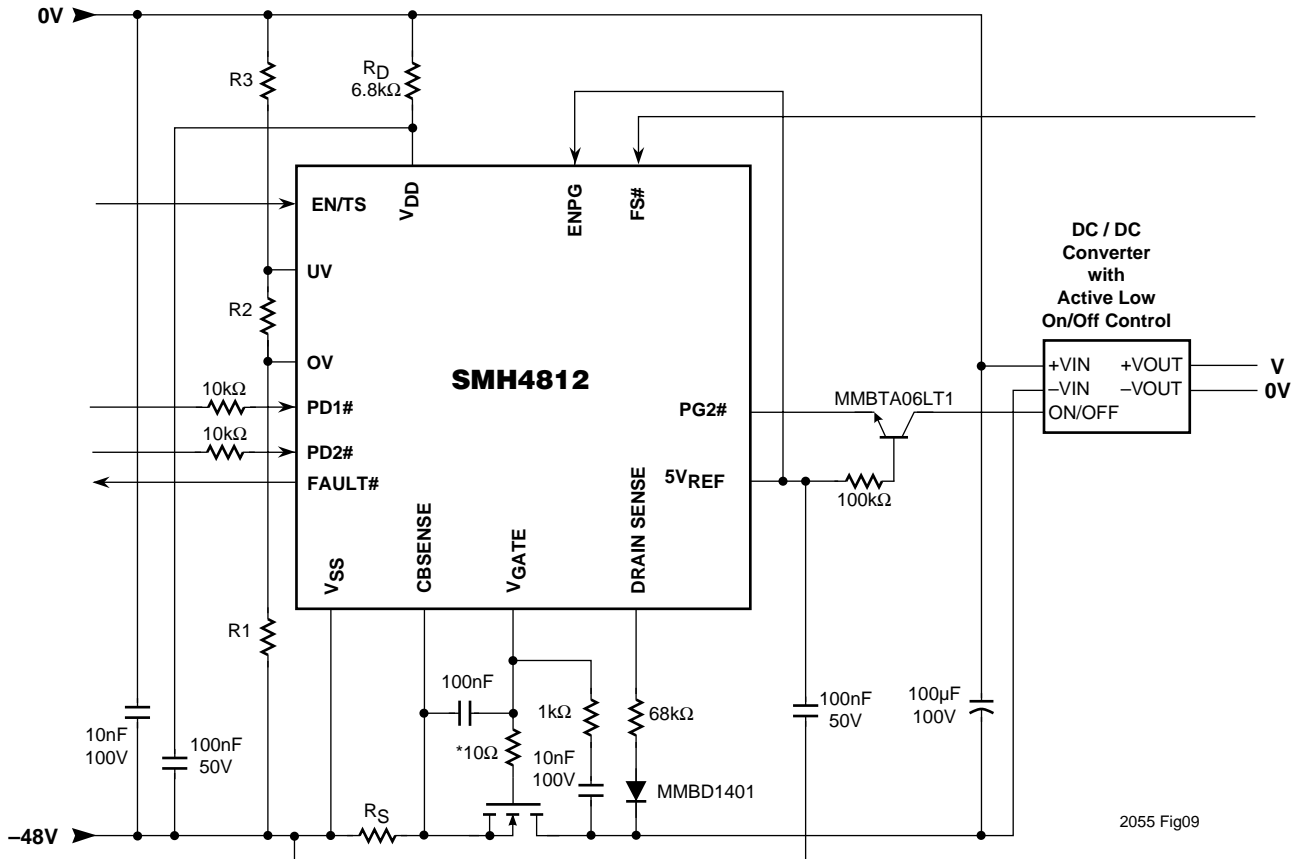 0V
R3
RD
6.8kΩ
EN/TS
VDD
ENPG
FS#
DC / DC
Converter
with
Active Low
On/Off Control
UV
R2
OV
SMH4812
+VIN
+VOUT
V
–VIN
–VOUT
0V
ON/OFF
10kΩ
PD1#
PG2#
MMBTA06LT1
10kΩ
PD2#
FAULT#
5VREF
100kΩ
VSS
CBSENSE
VGATE
DRAIN SENSE
R1
100nF
1kΩ
68kΩ
100nF
50V
100µF
100V
10nF
100V
100nF
50V
*10Ω
10nF
100V
MMBD1401
RS
–48V
2055 Fig09